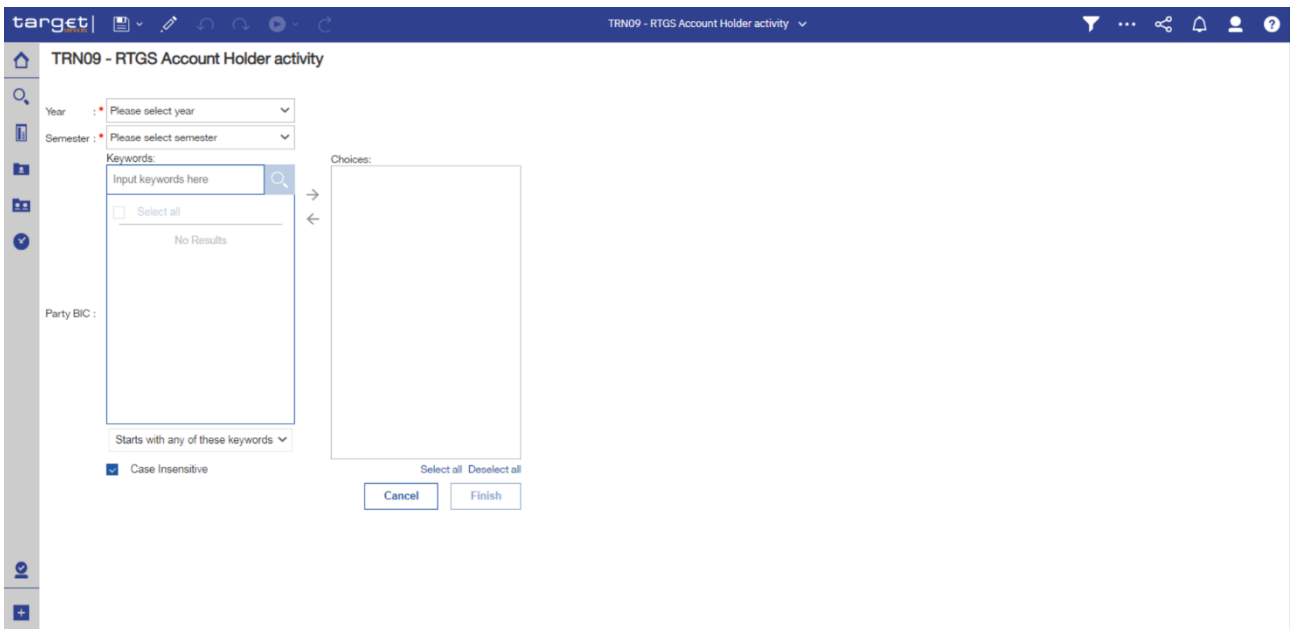 target|
services
TRN09 - RTGS Account Holder activity
TRN09 - RTGS Account Holder activity
Year : * Please select year
Semester : * Please select semester
Keywords:
Choices:
Input keywords here
Select all
No Results
Party BIC :
Starts with any of these keywords
Case Insensitive
Select all Deselect all
Cancel
Finish